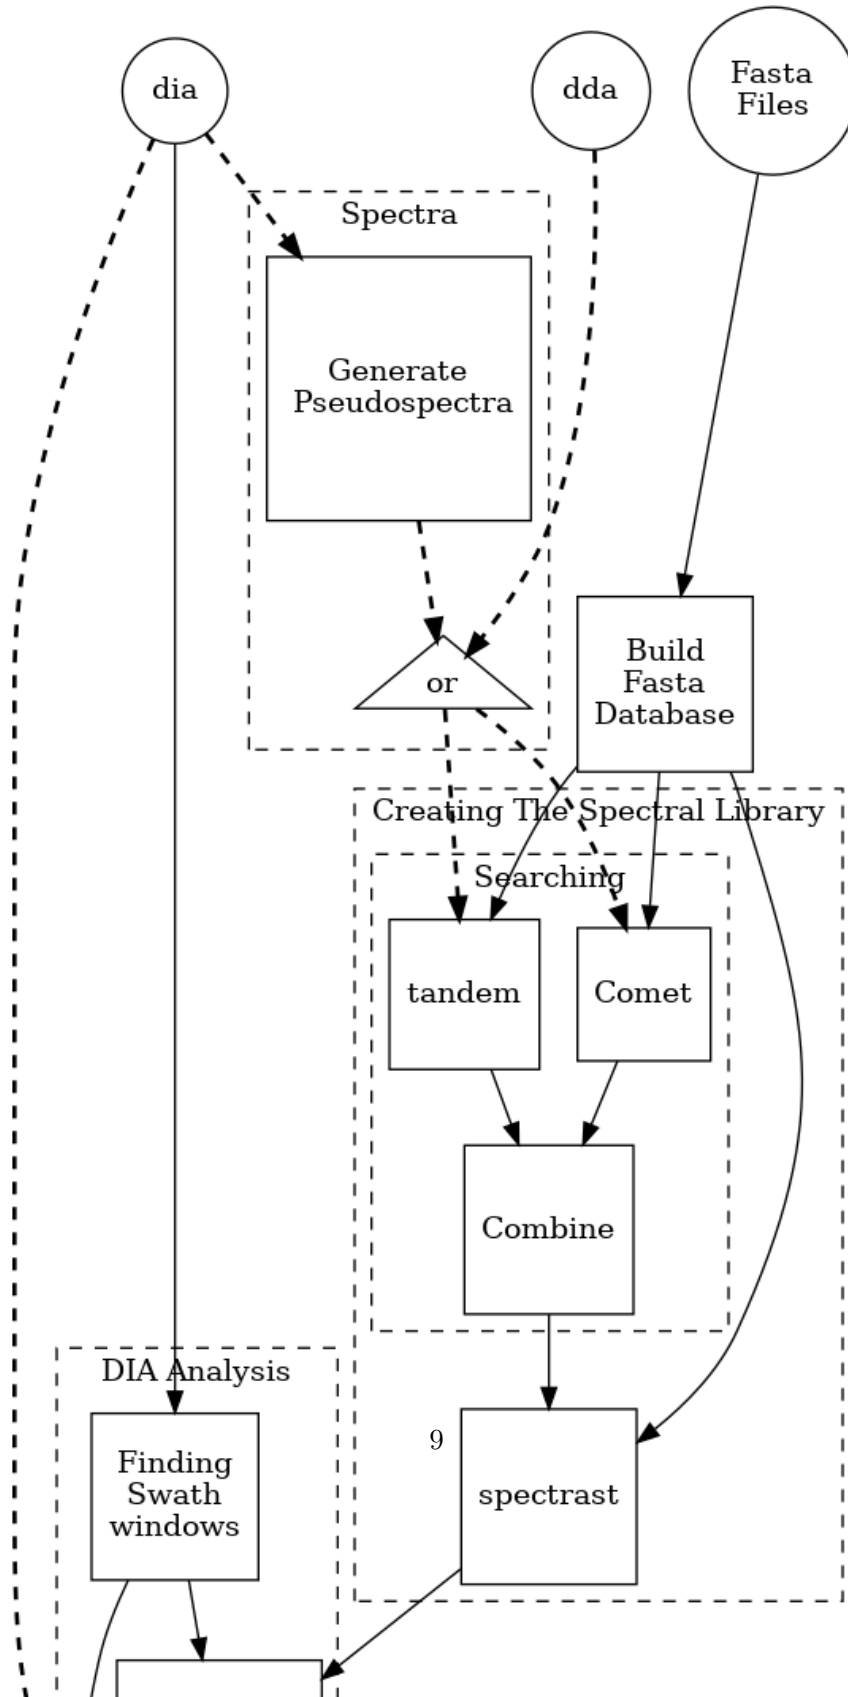 dia
dda
Fasta
Files
Spectra
Generate
Pseudospectra
or
Build
Fasta
Database
Creating The Spectral Library
Searching
tandem
Comet
Combine
DIA Analysis
Finding
Swath
windows
9
spectrast